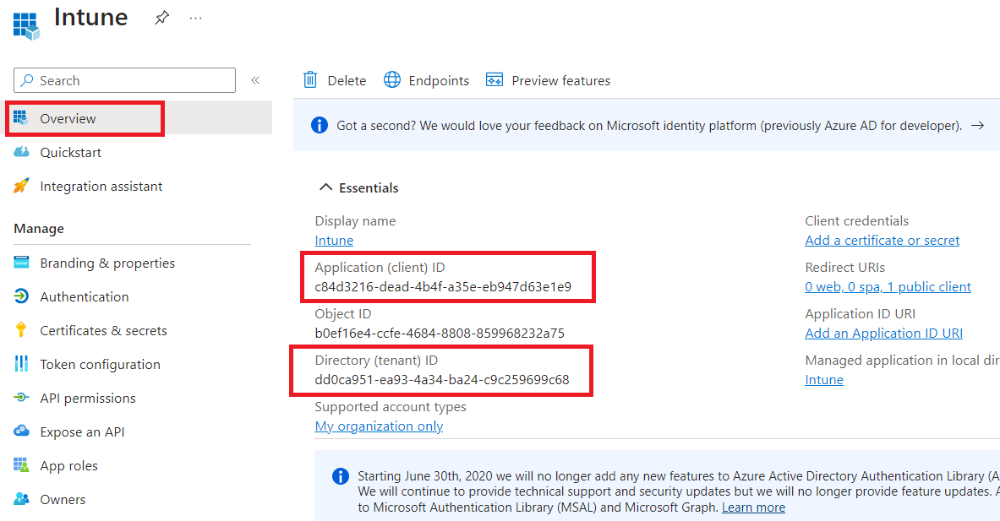 Intune
Search
Overview
Quickstart
Integration assistant
Manage
Branding & properties
Authentication
Certificates & secrets
Token configuration
API permissions
Expose an API
App roles
Owners
Delete
Endpoints
Preview features
Got a second? We would love your feedback on Microsoft identity platform (previously Azure AD for developer).
Essentials
Display name
Intune
Application (client) ID
c84d3216-dead-4b4f-a35e-eb947d63e1e9
Object ID
b0ef16e4-ccfe-4684-8808-859968232a75
Directory (tenant) ID
dd0ca951-ea93-4a34-ba24-c9c259699c68
Supported account types
My organization only
Client credentials
Add a certificate or secret
Redirect URIs
0 web, 0 spa, 1 public client
Application ID URI
Add an Application ID URI
Managed application in local dir
Intune
Starting June 30th, 2020 we will no longer add any new features to Azure Active Directory Authentication Library (A
We will continue to provide technical support and security updates but we will no longer provide feature updates. A
to Microsoft Authentication Library (MSAL) and Microsoft Graph. Learn more